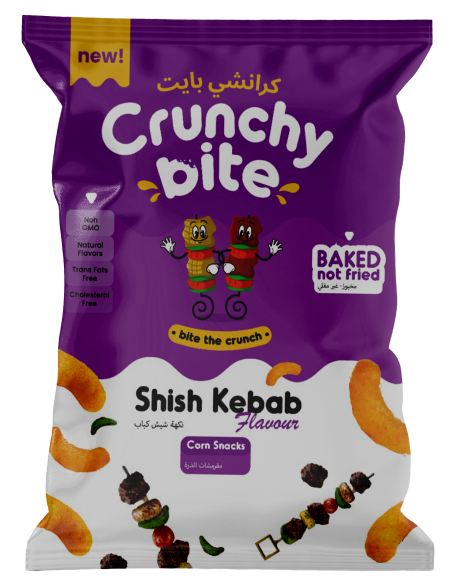 new!
كرانشي بايت
Crunchy
bite
Non
GMO
Natural
Flavors
Trans Fats
Free
Cholesterol
Free
BAKED
not fried
مخبوز - غير مقلي
• bite the crunch •
Shish Kebab
Flavour
نكهة شيش كباب
Corn Snacks
مقرمشات الذرة